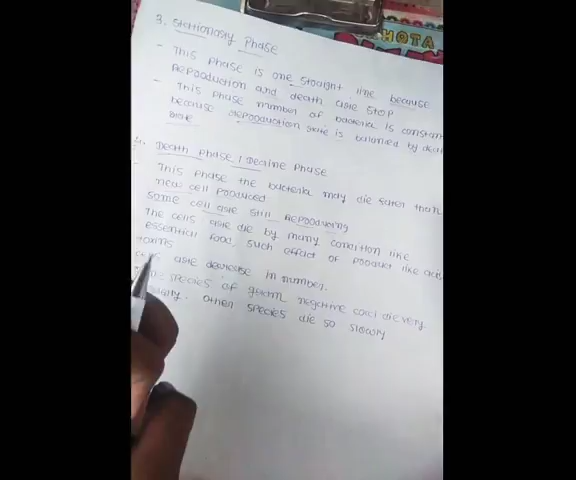 HOTA
3. Stationary Phase
- This phase is one straight line because
Reproduction and death are stop
- This phase number of bacteria is constant
because reproduction rate is balanced by death
rate
4. Death phase / Decline Phase
- This phase the bacteria may die faster than
new cell produced
some cell are still Reproducing
The cells are die by many condition like
essential food, such effect of product like acid
toxins
are decrease in number.
species of gram negative cocci die very
other species die so slowly